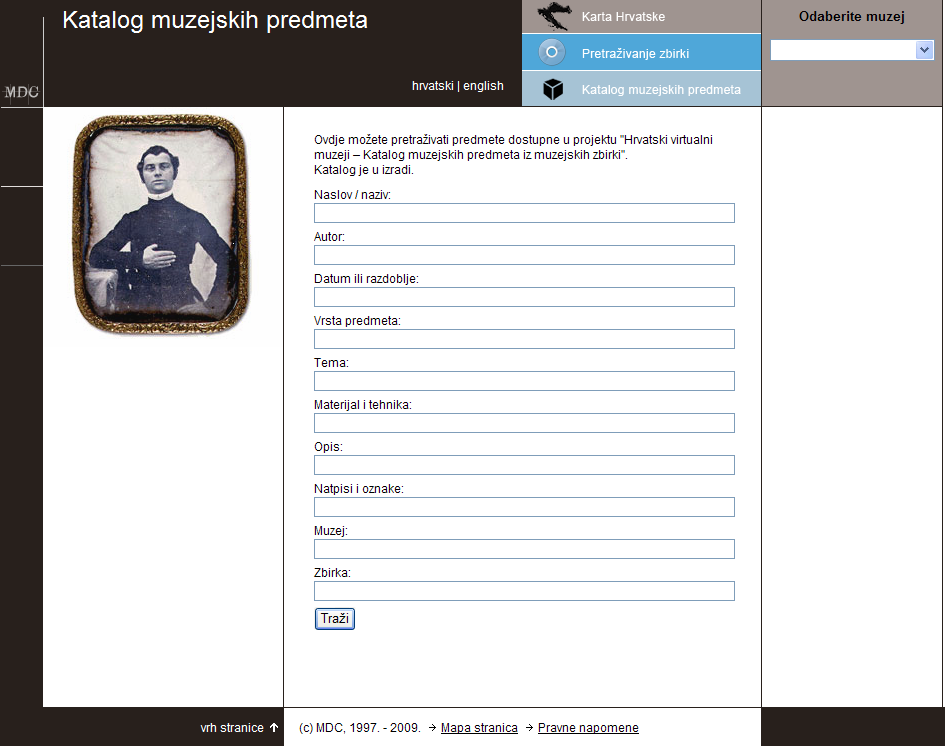 Katalog muzejskih predmeta
hrvatski | english
MDC
Karta Hrvatske
Pretraživanje zbirki
Katalog muzejskih predmeta
Odaberite muzej
Ovdje možete pretraživati predmete dostupne u projektu "Hrvatski virtualni
muzeji – Katalog muzejskih predmeta iz muzejskih zbirki".
Katalog je u izradi.
Naslov / naziv:
Autor:
Datum ili razdoblje:
Vrsta predmeta:
Tema:
Materijal i tehnika:
Opis:
Natpisi i oznake:
Muzej:
Zbirka:
Traži
vrh stranice ↑
(c) MDC, 1997. - 2009. → Mapa stranica → Pravne napomene